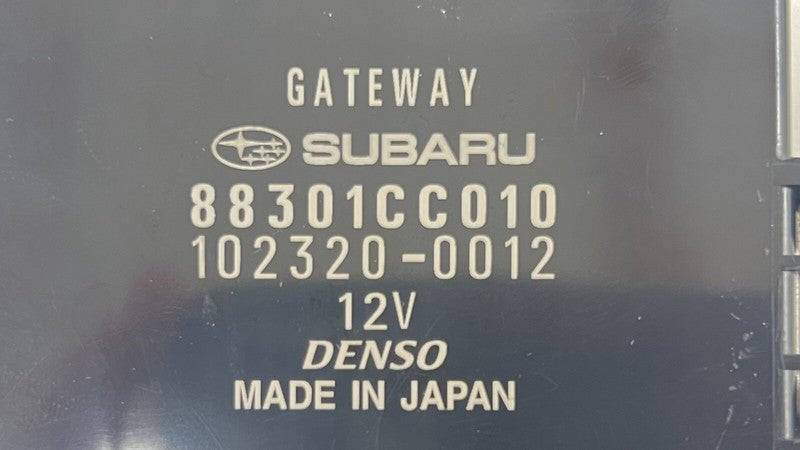 GATEWAY
SUBARU
88301CC010
102320-0012
12V
DENSO
MADE IN JAPAN